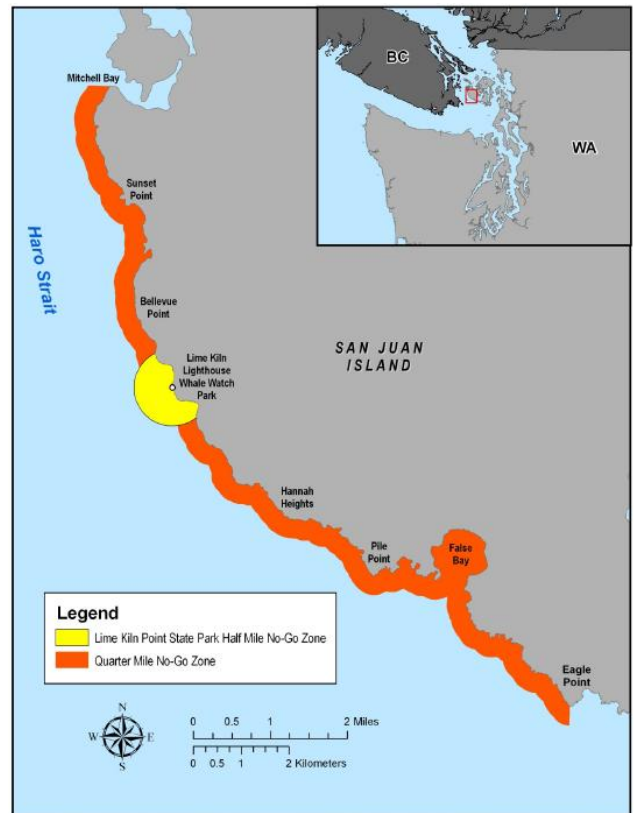 Mitchell Bay
BC
WA
Sunset
Point
Haro Strait
Bellevue
Point
Lime Kiln
Lighthouse
Whale Watch
Park
SAN JUAN
ISLAND
Hannah
Heights
Pile
Point
False
Bay
Eagle
Point
Legend
Lime Kiln Point State Park Half Mile No-Go Zone
Quarter Mile No-Go Zone
N
W E
S
0 0.5 1 2 Miles
0 0.5 1 2 Kilometers